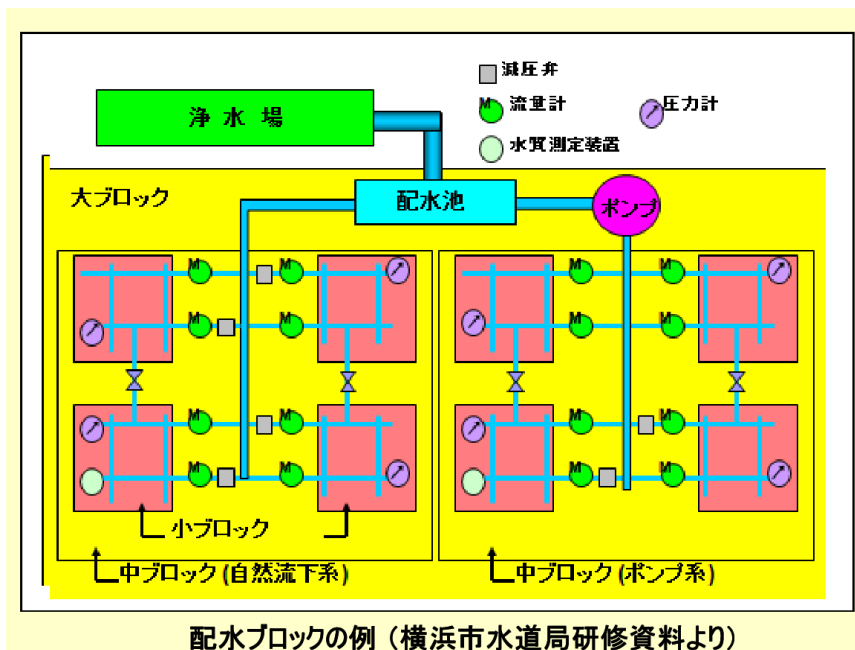 減圧弁
浄水場
M 流量計
圧力計
水質測定装置
大ブロック
配水池
ポンプ
M M M M
M M M M
M M M M
M M M M
小ブロック
中ブロック (自然流下系)
中ブロック (ポンプ系)
配水ブロックの例 (横浜市水道局研修資料より)